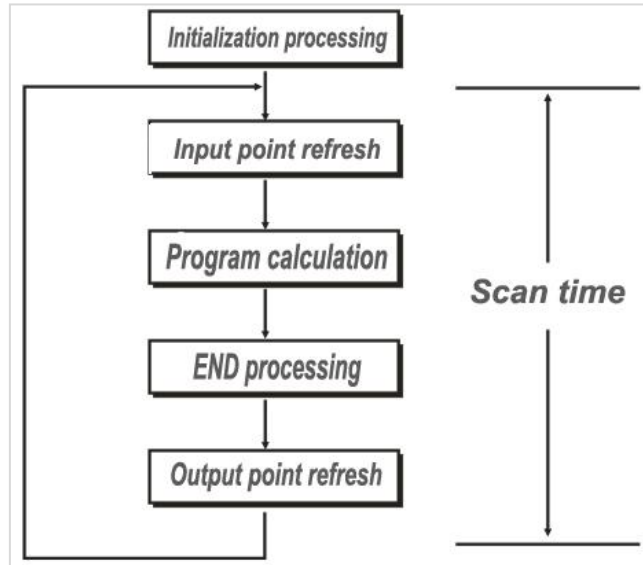 Initialization processing
Input point refresh
Program calculation
Scan time
END processing
Output point refresh